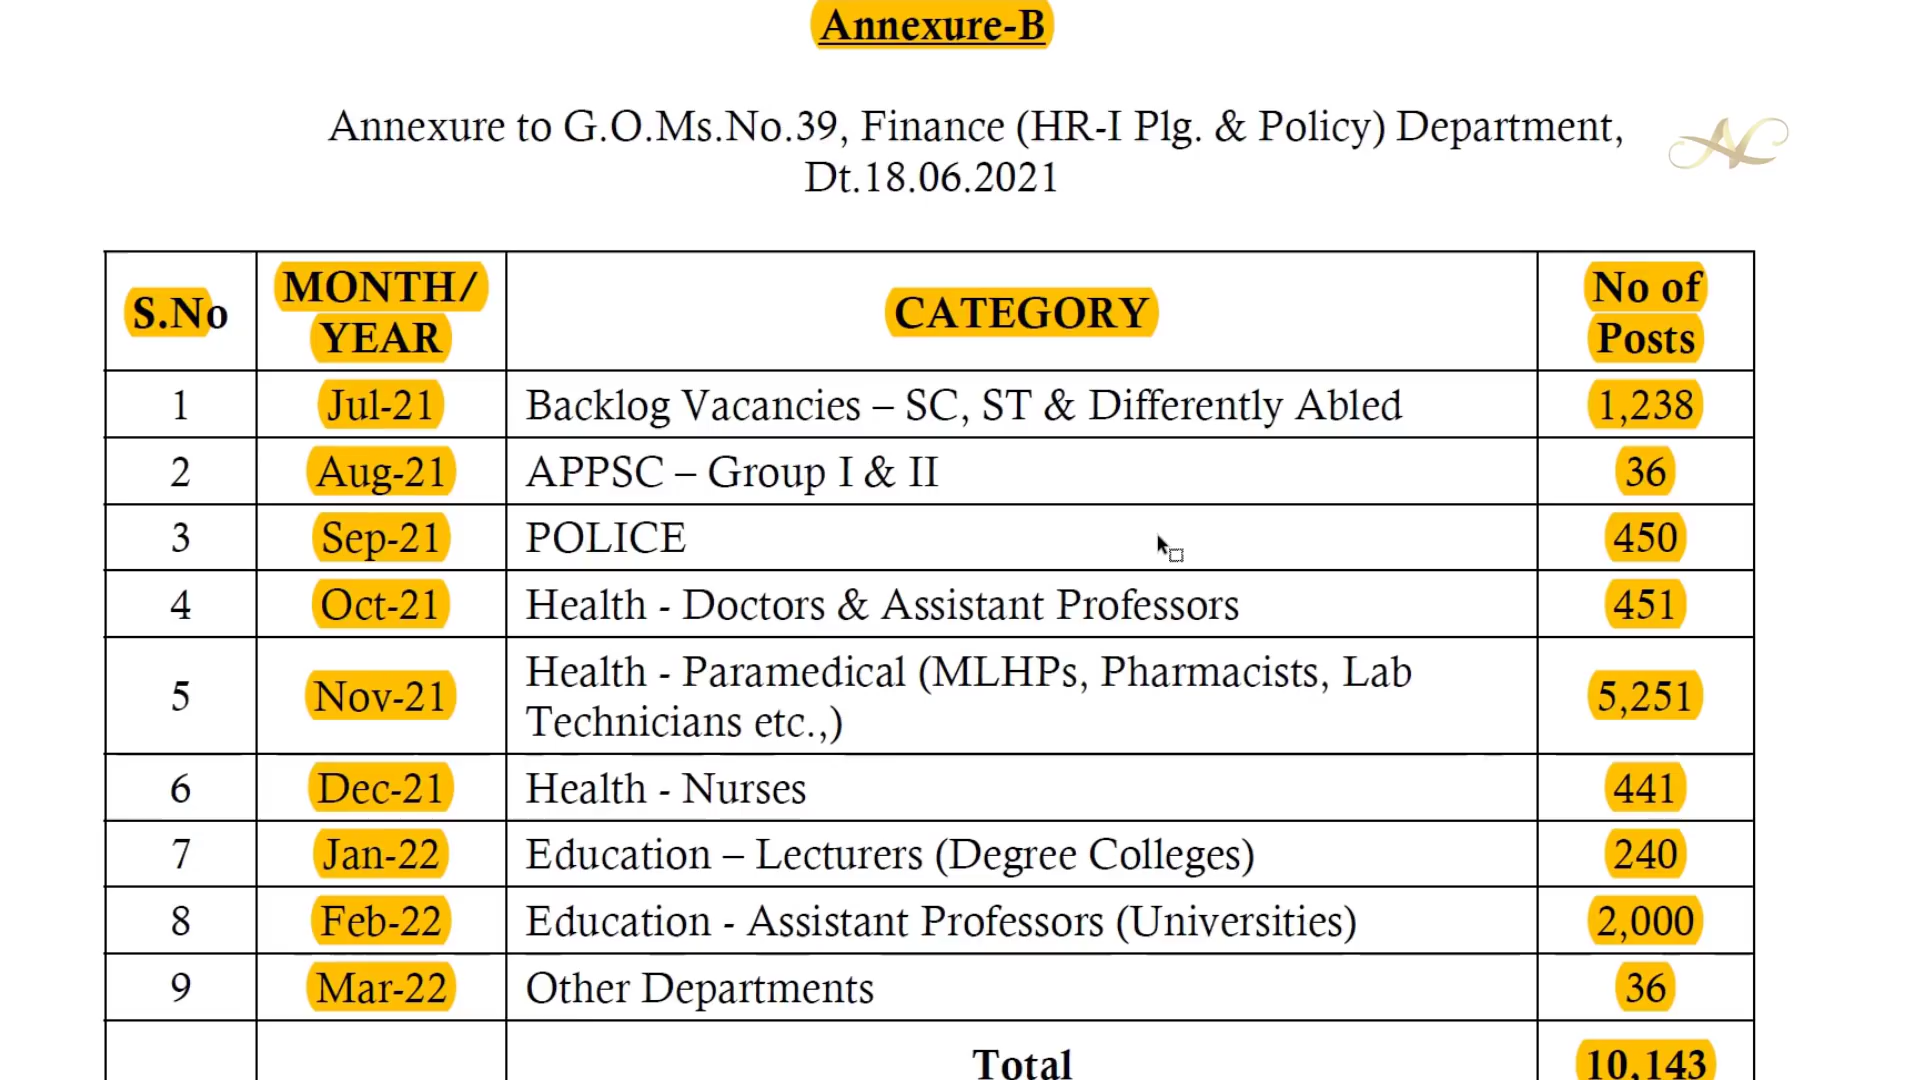 Annexure-B
Annexure to G.O.Ms.No.39, Finance (HR-I Plg. & Policy) Department,
Dt.18.06.2021
S.No MONTH/ YEAR CATEGORY No of Posts
1 Jul-21 Backlog Vacancies – SC, ST & Differently Abled 1,238
2 Aug-21 APPSC – Group I & II 36
3 Sep-21 POLICE 450
4 Oct-21 Health - Doctors & Assistant Professors 451
5 Nov-21 Health - Paramedical (MLHPs, Pharmacists, Lab
Technicians etc.,) 5,251
6 Dec-21 Health - Nurses 441
7 Jan-22 Education – Lecturers (Degree Colleges) 240
8 Feb-22 Education - Assistant Professors (Universities) 2,000
9 Mar-22 Other Departments 36
Total 10,143